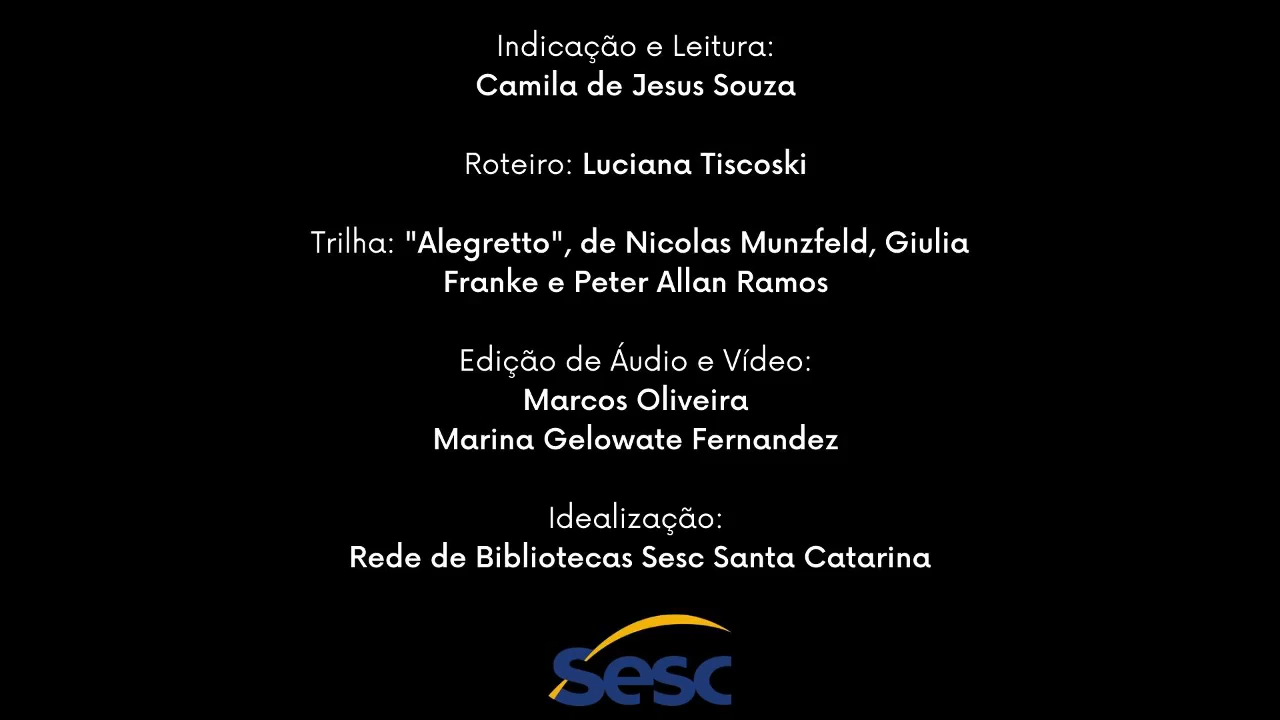 Indicação e Leitura:
Camila de Jesus Souza
Roteiro: Luciana Tiscoski
Trilha: "Alegretto", de Nicolas Munzfeld, Giulia
Franke e Peter Allan Ramos
Edição de Áudio e Vídeo:
Marcos Oliveira
Marina Gelowate Fernandez
Idealização:
Rede de Bibliotecas Sesc Santa Catarina
Sesc